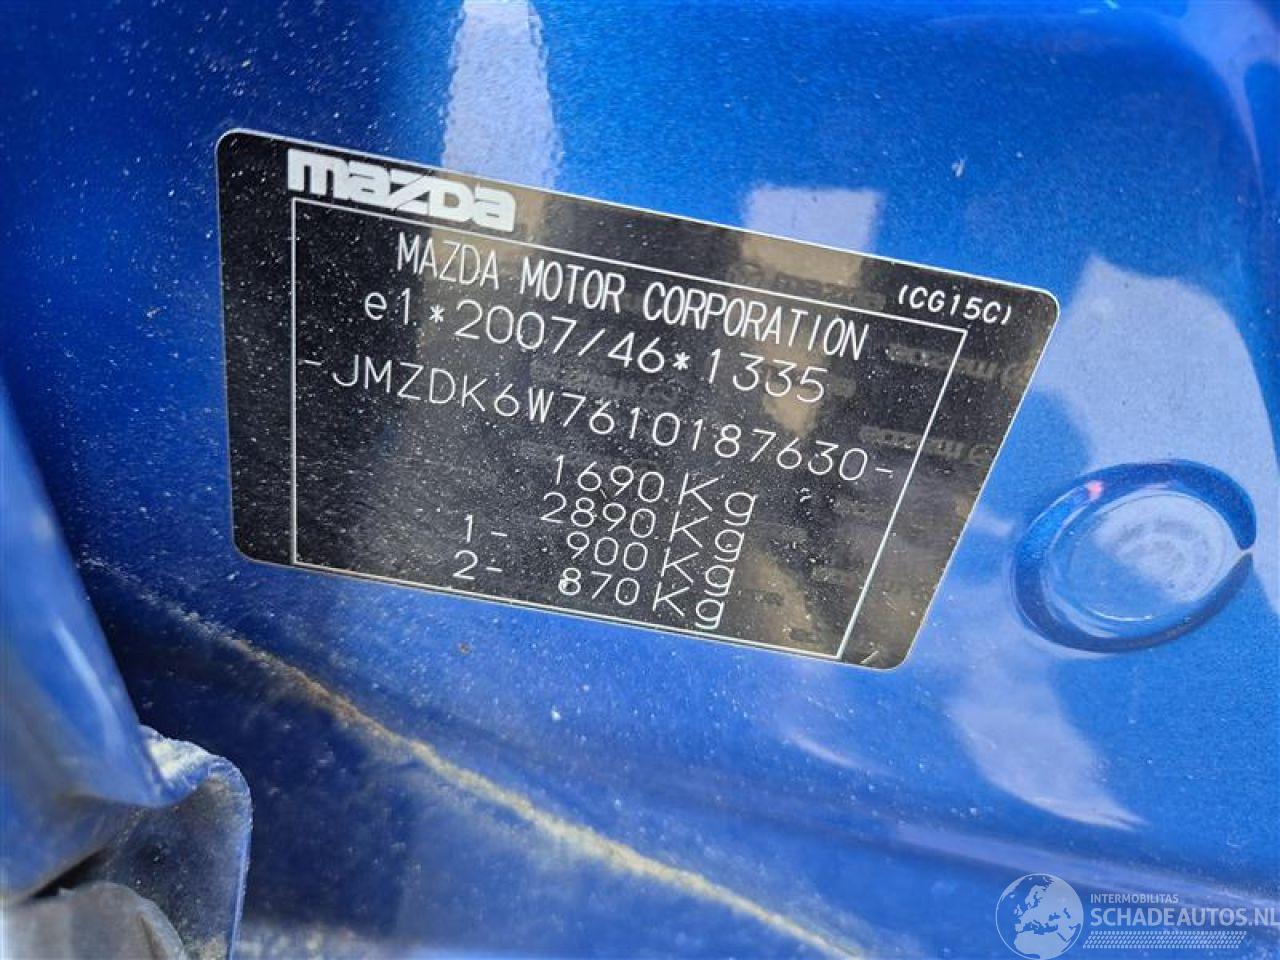 mazda
(CG15C)
MAZDA MOTOR CORPORATION
e1*2007/46*1335
-JMZDK6W7610187630-
1690 Kg
2890 Kg
1- 900 Kg
2- 870 Kg
INTERMOBILITAS
SCHADEAUTOS.NL